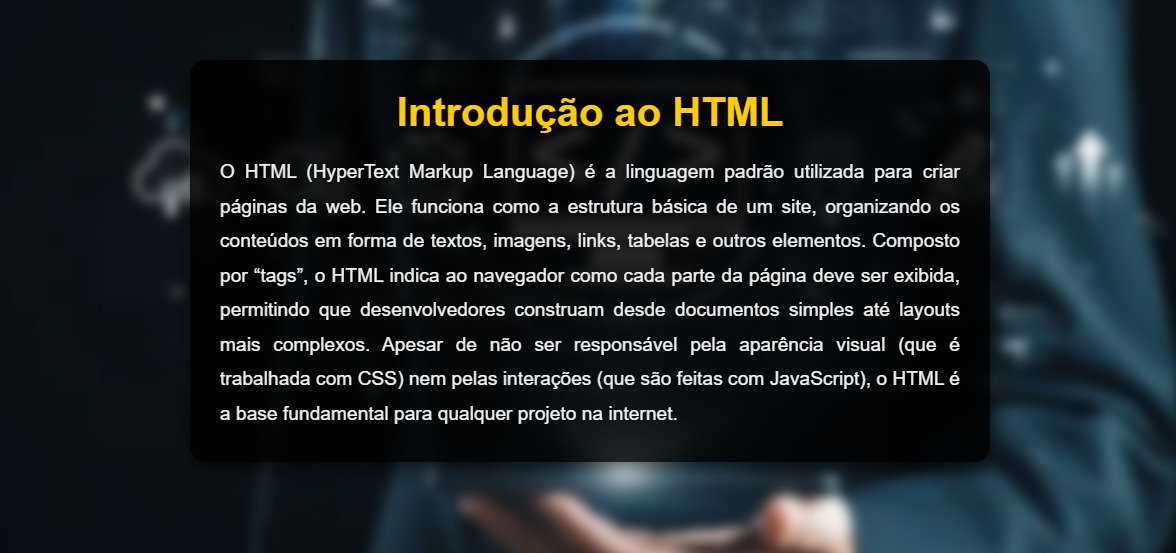 Introdução ao HTML
O HTML (HyperText Markup Language) é a linguagem padrão utilizada para criar
páginas da web. Ele funciona como a estrutura básica de um site, organizando os
conteúdos em forma de textos, imagens, links, tabelas e outros elementos. Composto
por “tags”, o HTML indica ao navegador como cada parte da página deve ser exibida,
permitindo que desenvolvedores construam desde documentos simples até layouts
mais complexos. Apesar de não ser responsável pela aparência visual (que é
trabalhada com CSS) nem pelas interações (que são feitas com JavaScript), o HTML é
a base fundamental para qualquer projeto na internet.